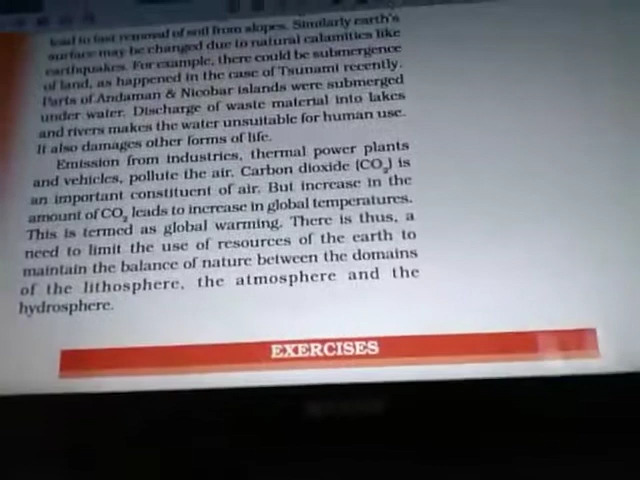 lead to fast removal of soil from slopes. Similarly earth's
surface may be changed due to natural calamities like
earthquakes. For example, there could be submergence
of land, as happened in the case of Tsunami recently.
Parts of Andaman & Nicobar islands were submerged
under water. Discharge of waste material into lakes
and rivers makes the water unsuitable for human use.
It also damages other forms of life.
Emission from industries, thermal power plants
and vehicles, pollute the air. Carbon dioxide (CO₂) is
an important constituent of air. But increase in the
amount of CO₂ leads to increase in global temperatures.
This is termed as global warming. There is thus, a
need to limit the use of resources of the earth to
maintain the balance of nature between the domains
of the lithosphere, the atmosphere and the
hydrosphere.
EXERCISES